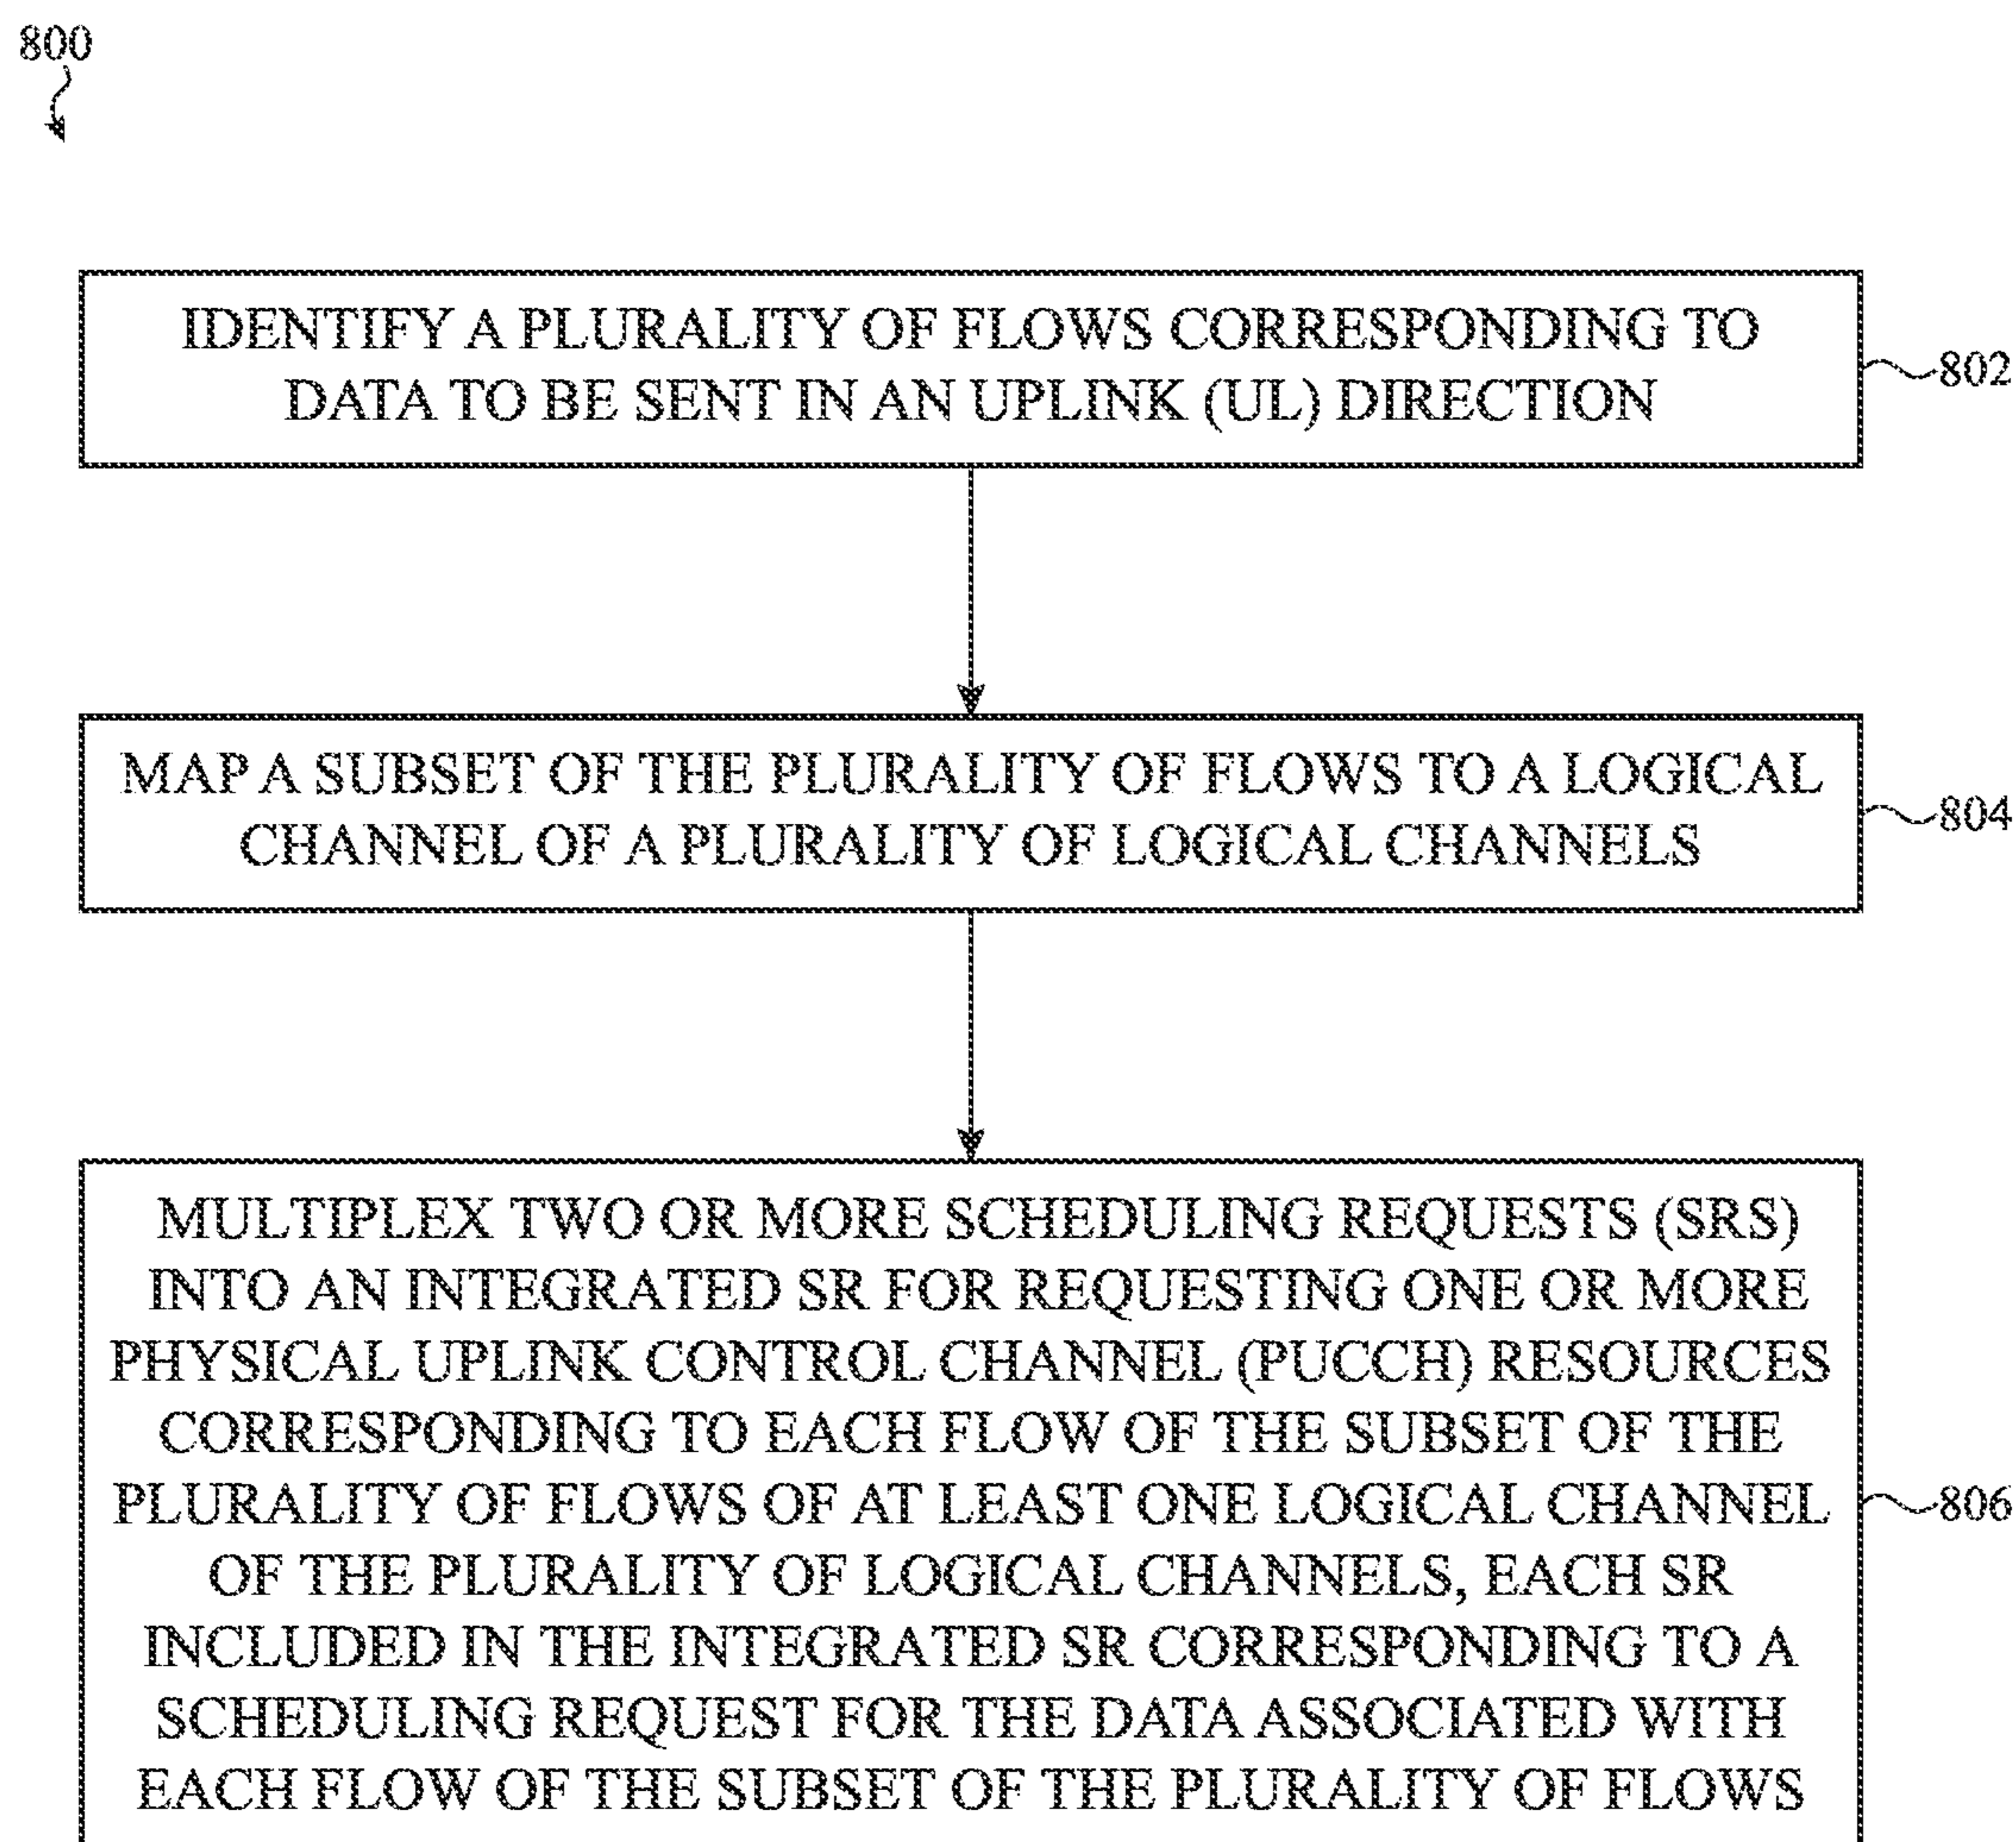 800
IDENTIFY A PLURALITY OF FLOWS CORRESPONDING TO
DATA TO BE SENT IN AN UPLINK (UL) DIRECTION
802
MAP A SUBSET OF THE PLURALITY OF FLOWS TO A LOGICAL
CHANNEL OF A PLURALITY OF LOGICAL CHANNELS
804
MULTIPLEX TWO OR MORE SCHEDULING REQUESTS (SRS)
INTO AN INTEGRATED SR FOR REQUESTING ONE OR MORE
PHYSICAL UPLINK CONTROL CHANNEL (PUCCH) RESOURCES
CORRESPONDING TO EACH FLOW OF THE SUBSET OF THE
PLURALITY OF FLOWS OF AT LEAST ONE LOGICAL CHANNEL
OF THE PLURALITY OF LOGICAL CHANNELS, EACH SR
INCLUDED IN THE INTEGRATED SR CORRESPONDING TO A
SCHEDULING REQUEST FOR THE DATA ASSOCIATED WITH
EACH FLOW OF THE SUBSET OF THE PLURALITY OF FLOWS
806